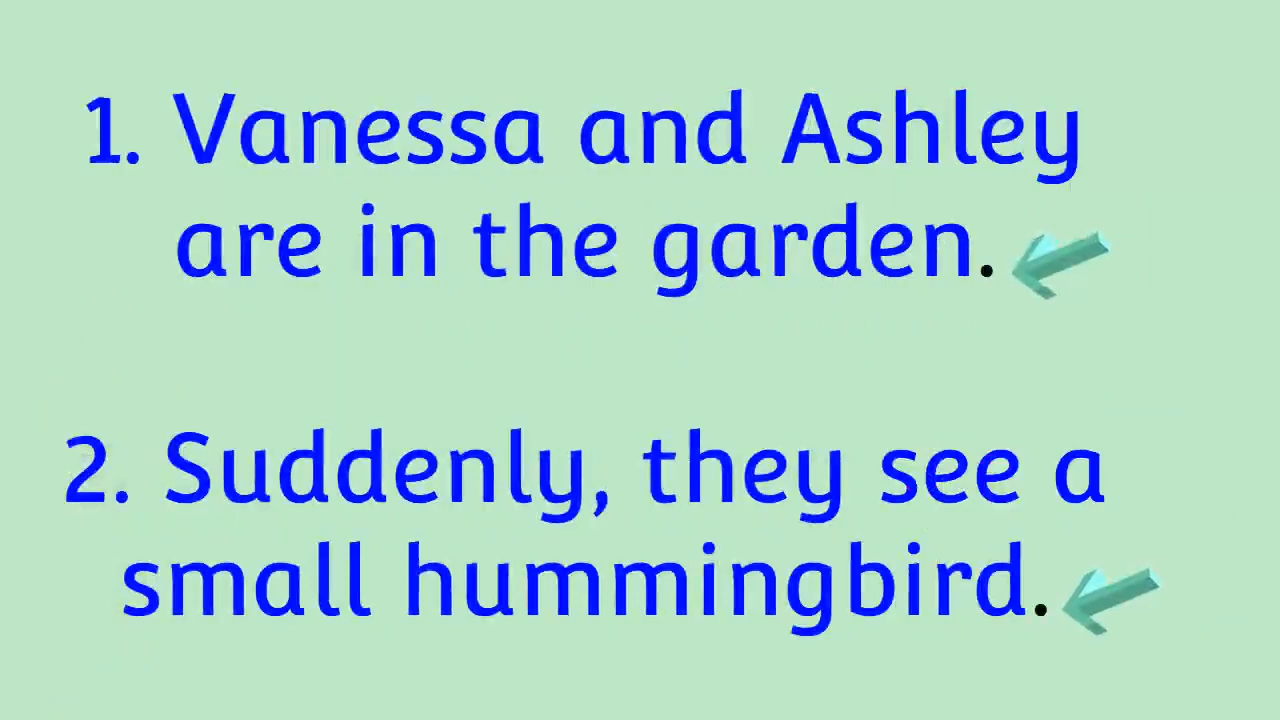 1. Vanessa and Ashley
are in the garden.
2. Suddenly, they see a
small hummingbird.